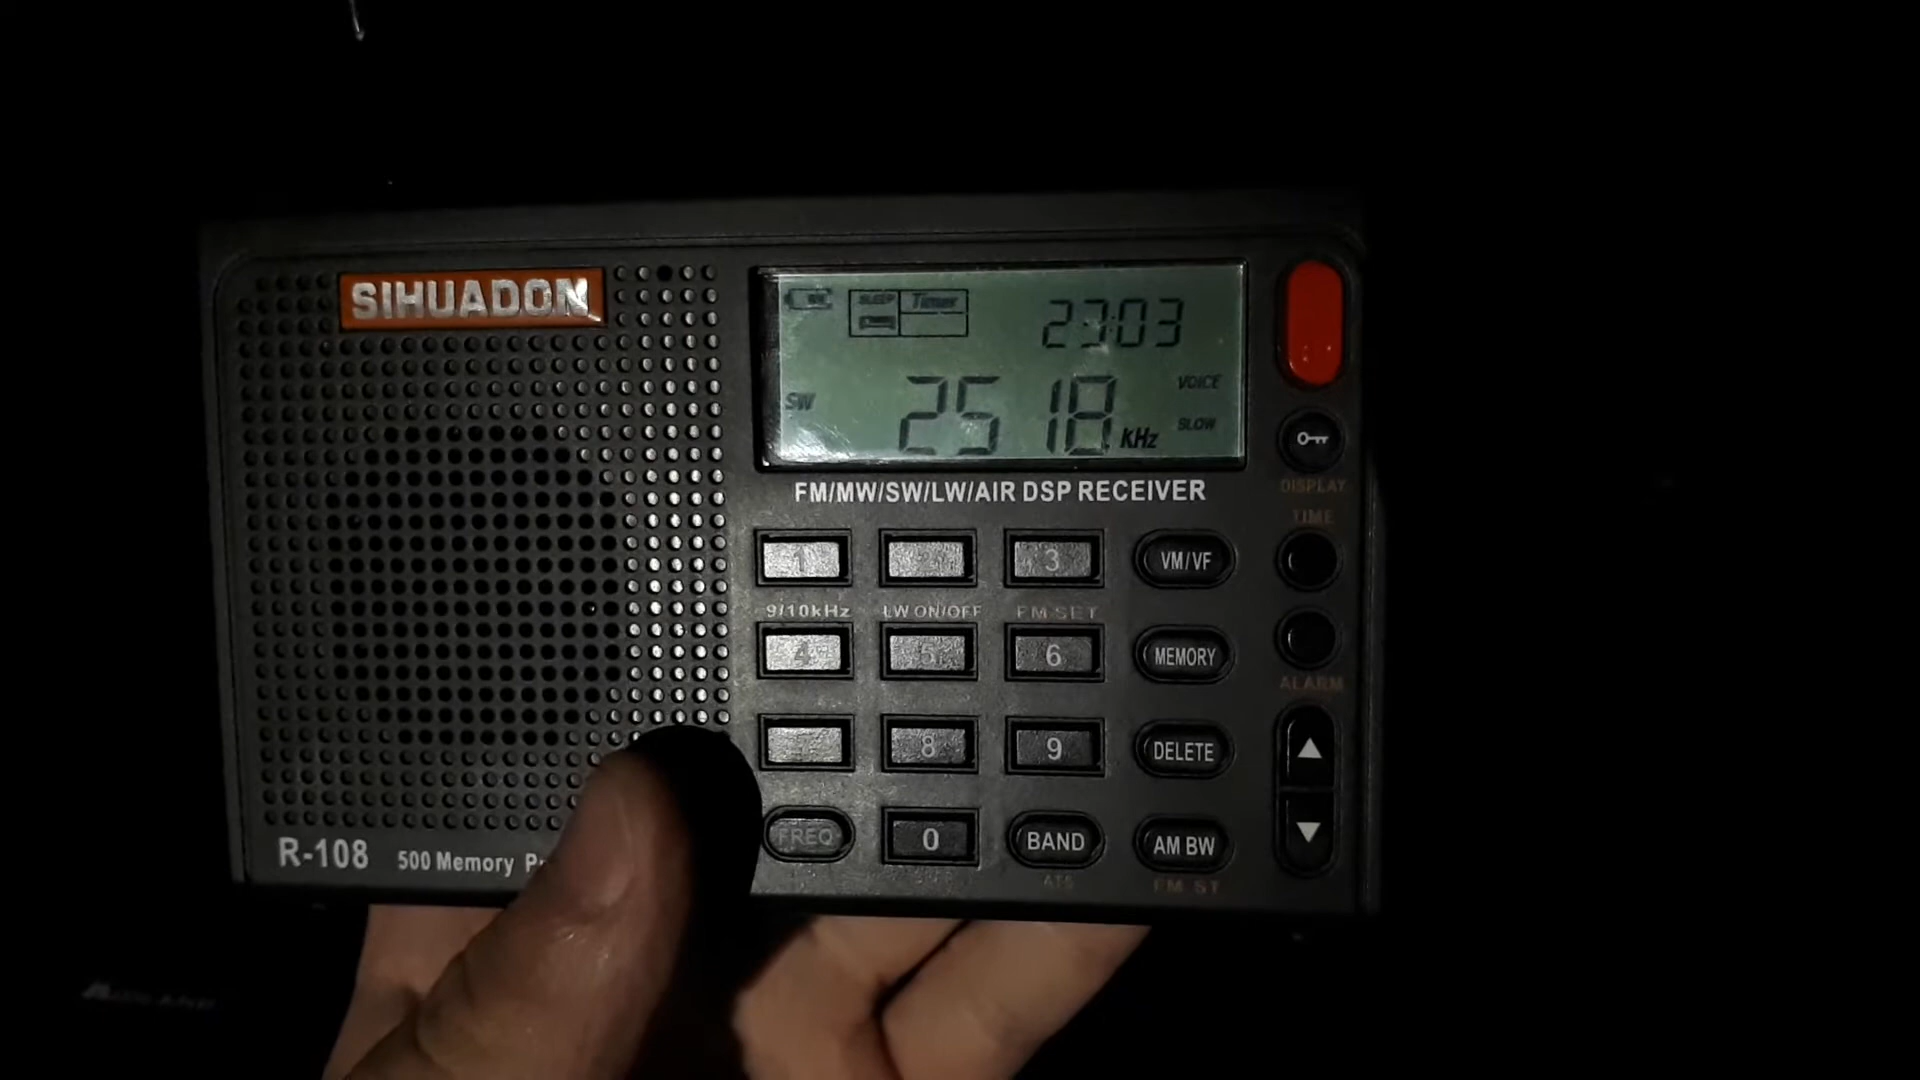 SIHUADON
SLEEP Timer 23:03
SW 2518 kHz VOICE
SLOW
FM/MW/SW/LW/AIR DSP RECEIVER
DISPLAY
TIME
1 2 3 VM/VF
9/10kHz LW ON/OFF FM-SET
4 5 6 MEMORY
ALARM
8 9 DELETE
FREQ 0 BAND AM BW
ATS FM ST
R-108 500 Memory